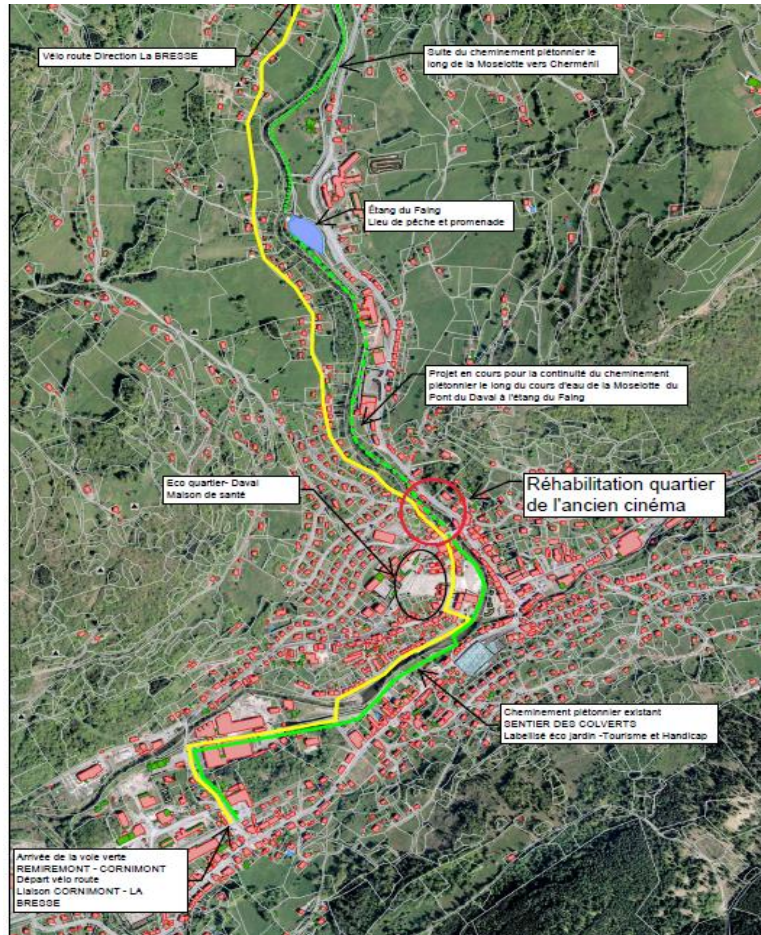 Vélo route Direction La BRESSE
Suite du cheminement piétonnier le
long de la Moselotte vers Cherménil
Étang du Faing
Lieu de pêche et promenade
Projet en cours pour la continuité du cheminement
piétonnier le long du cours d'eau de la Moselotte du
Pont du Daval à l'étang du Faing
Eco quartier- Daval
Maison de santé
Réhabilitation quartier
de l'ancien cinéma
Cheminement piétonnier existant
SENTIER DES COLVERTS
Labellisé éco jardin -Tourisme et Handicap
Arrivée de la voie verte
REMIREMONT - CORNIMONT
Départ vélo route
Liaison CORNIMONT - LA
BRESSE